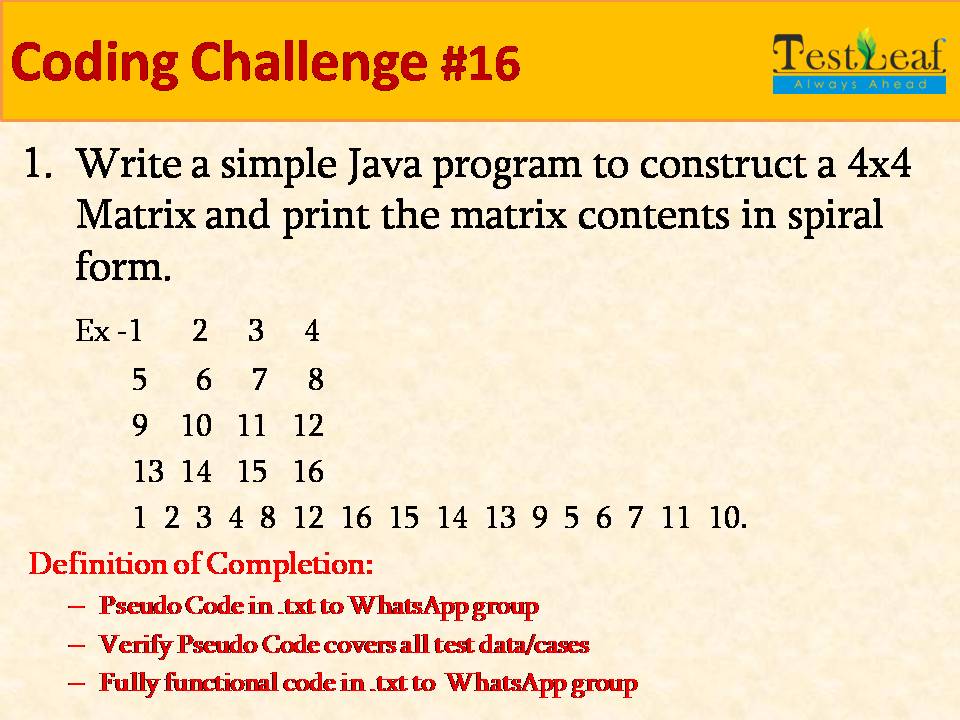 Coding Challenge #16
TestLeaf
Always Ahead
1. Write a simple Java program to construct a 4x4
Matrix and print the matrix contents in spiral
form.
Ex -1 2 3 4
5 6 7 8
9 10 11 12
13 14 15 16
1 2 3 4 8 12 16 15 14 13 9 5 6 7 11 10.
Definition of Completion:
– Pseudo Code in .txt to WhatsApp group
– Verify Pseudo Code covers all test data/cases
– Fully functional code in .txt to WhatsApp group